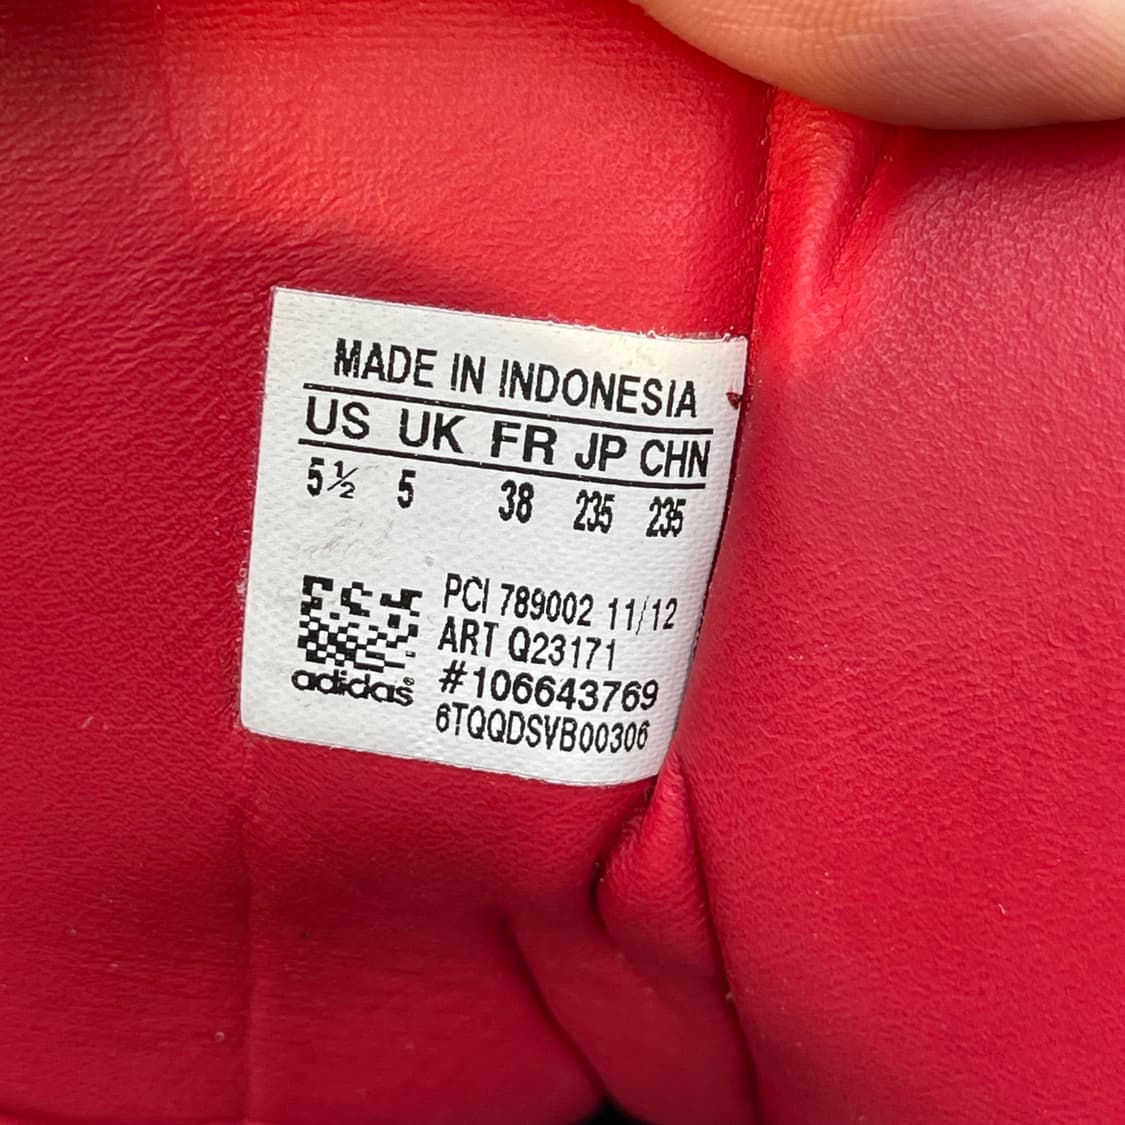 MADE IN INDONESIA
US UK FR JP CHN
5½ 5 38 235 235
PCI 789002 11/12
ART Q23171
#106643769
6TQQDSVB00306
adidas®